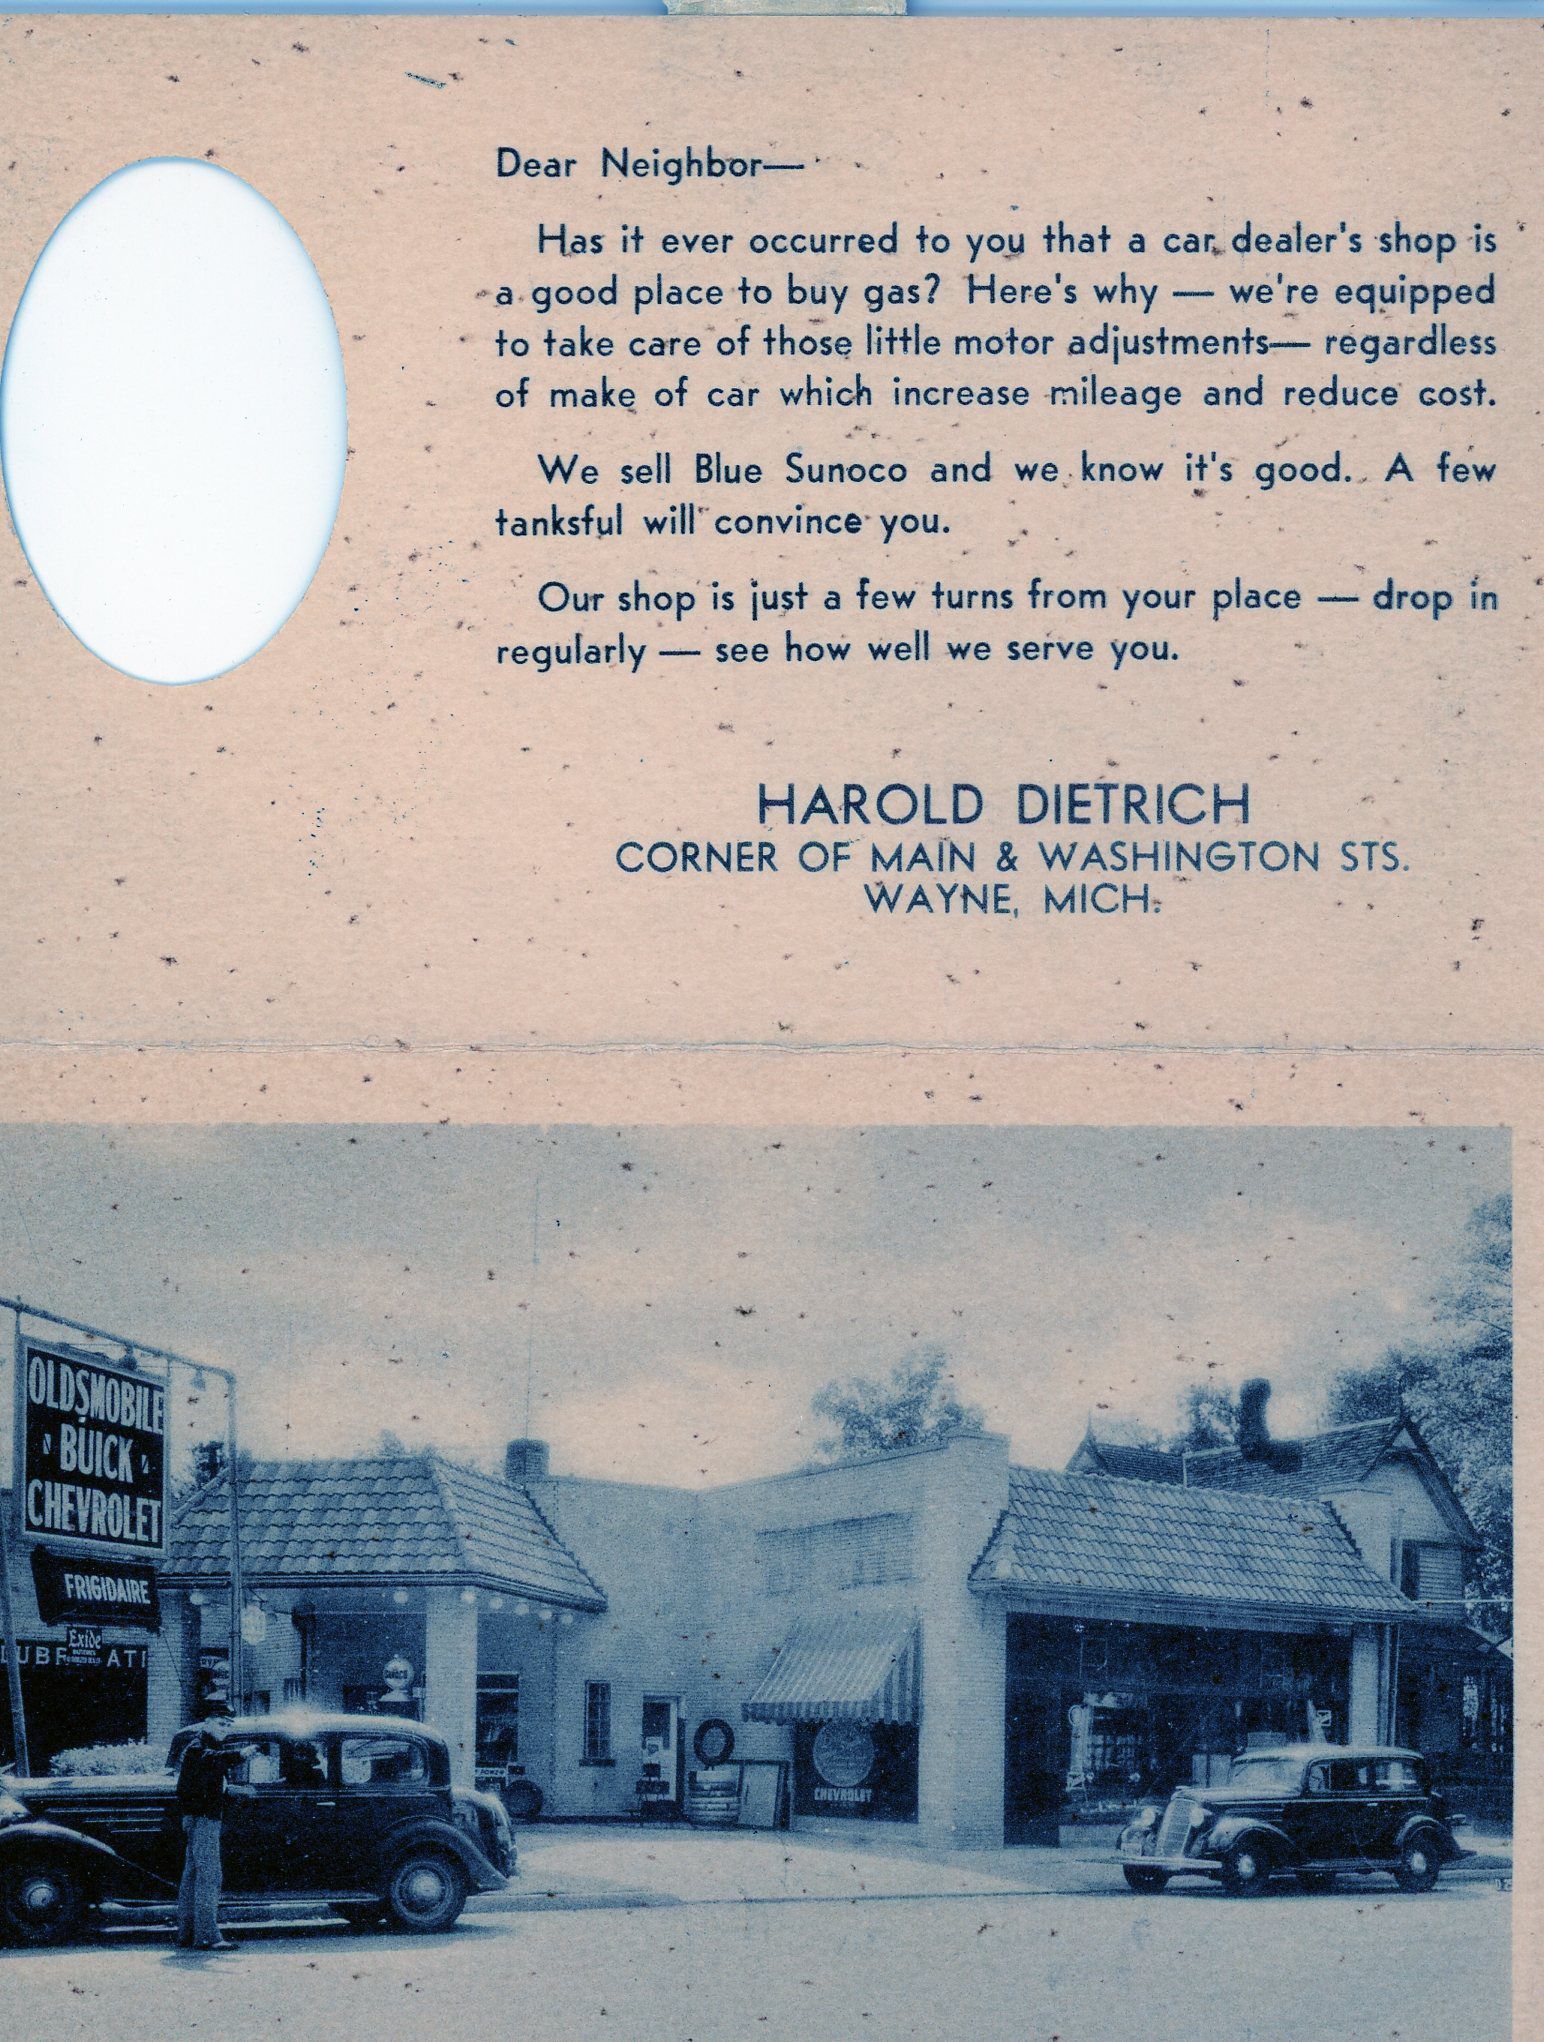 Dear Neighbor—
Has it ever occurred to you that a car dealer's shop is
a good place to buy gas? Here's why — we're equipped
to take care of those little motor adjustments— regardless
of make of car which increase mileage and reduce cost.
We sell Blue Sunoco and we know it's good. A few
tanksful will convince you.
Our shop is just a few turns from your place — drop in
regularly — see how well we serve you.
HAROLD DIETRICH
CORNER OF MAIN & WASHINGTON STS.
WAYNE, MICH.
OLDSMOBILE
BUICK
CHEVROLET
FRIGIDAIRE
Exide
UBR ATI
SUNOCO
CHEVROLET